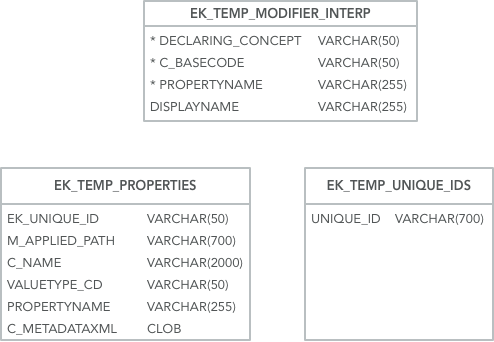 EK_TEMP_MODIFIER_INTERP
* DECLARING_CONCEPT VARCHAR(50)
* C_BASECODE VARCHAR(50)
* PROPERTYNAME VARCHAR(255)
DISPLAYNAME VARCHAR(255)
EK_TEMP_PROPERTIES
EK_UNIQUE_ID VARCHAR(50)
M_APPLIED_PATH VARCHAR(700)
C_NAME VARCHAR(2000)
VALUETYPE_CD VARCHAR(50)
PROPERTYNAME VARCHAR(255)
C_METADATAXML CLOB
EK_TEMP_UNIQUE_IDS
UNIQUE_ID VARCHAR(700)